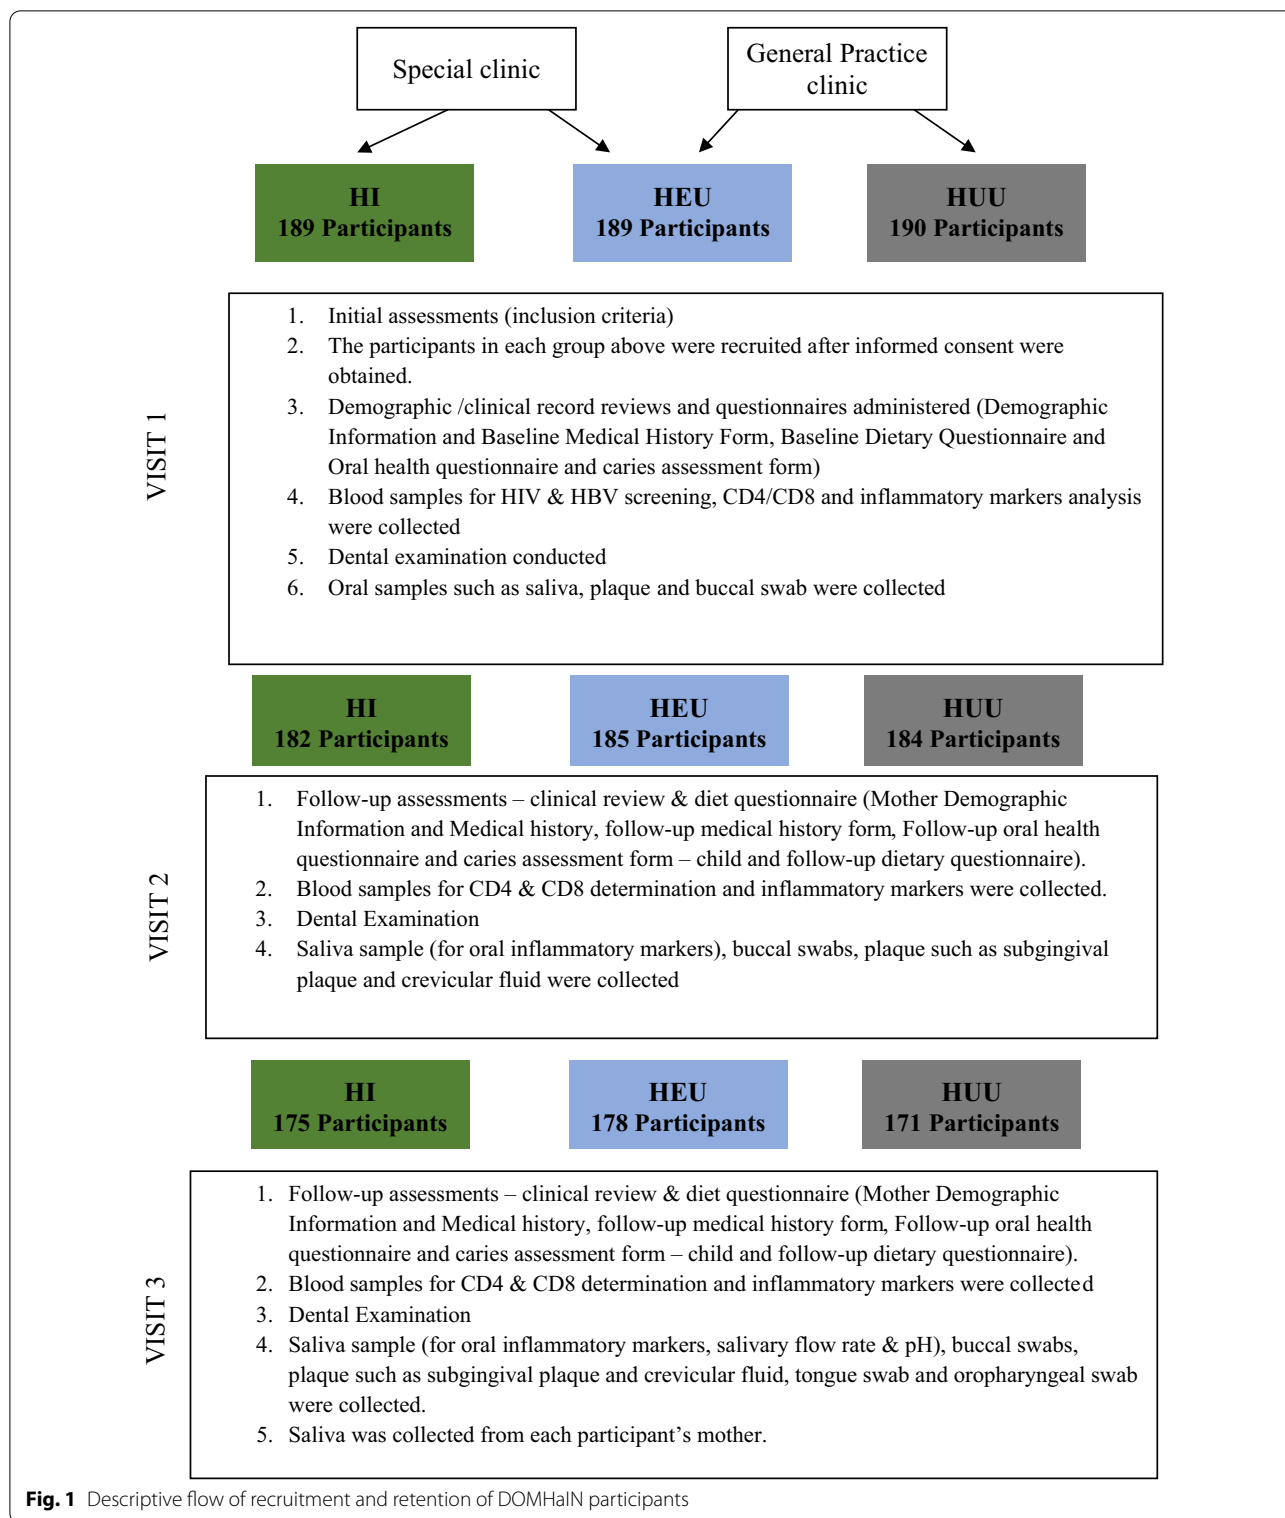 Special clinic
General Practice
clinic
HI
189 Participants
HEU
189 Participants
HUU
190 Participants
VISIT 1
1. Initial assessments (inclusion criteria)
2. The participants in each group above were recruited after informed consent were
obtained.
3. Demographic /clinical record reviews and questionnaires administered (Demographic
Information and Baseline Medical History Form, Baseline Dietary Questionnaire and
Oral health questionnaire and caries assessment form)
4. Blood samples for HIV & HBV screening, CD4/CD8 and inflammatory markers analysis
were collected
5. Dental examination conducted
6. Oral samples such as saliva, plaque and buccal swab were collected
HI
182 Participants
HEU
185 Participants
HUU
184 Participants
VISIT 2
1. Follow-up assessments – clinical review & diet questionnaire (Mother Demographic
Information and Medical history, follow-up medical history form, Follow-up oral health
questionnaire and caries assessment form – child and follow-up dietary questionnaire).
2. Blood samples for CD4 & CD8 determination and inflammatory markers were collected.
3. Dental Examination
4. Saliva sample (for oral inflammatory markers), buccal swabs, plaque such as subgingival
plaque and crevicular fluid were collected
HI
175 Participants
HEU
178 Participants
HUU
171 Participants
VISIT 3
1. Follow-up assessments – clinical review & diet questionnaire (Mother Demographic
Information and Medical history, follow-up medical history form, Follow-up oral health
questionnaire and caries assessment form – child and follow-up dietary questionnaire).
2. Blood samples for CD4 & CD8 determination and inflammatory markers were collected
3. Dental Examination
4. Saliva sample (for oral inflammatory markers, salivary flow rate & pH), buccal swabs,
plaque such as subgingival plaque and crevicular fluid, tongue swab and oropharyngeal swab
were collected.
5. Saliva was collected from each participant's mother.
Fig. 1 Descriptive flow of recruitment and retention of DOMHaIN participants